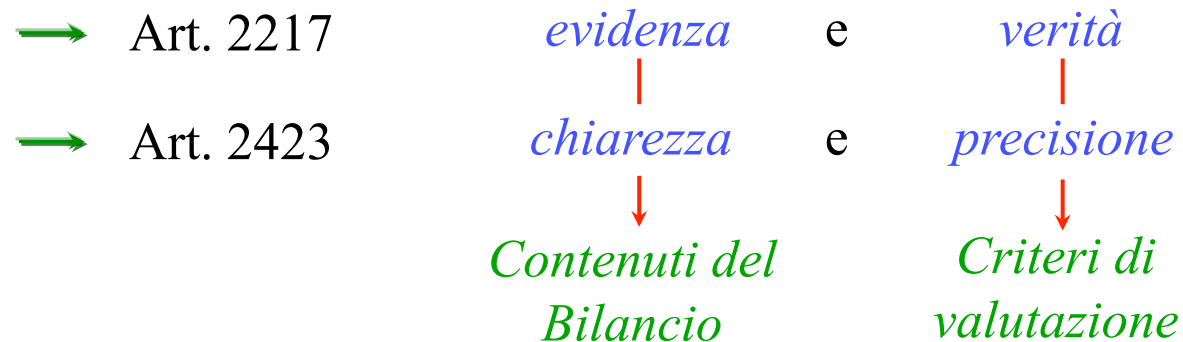 Art. 2217 evidenza e verità
Art. 2423 chiarezza e precisione
Contenuti del Criteri di
Bilancio valutazione